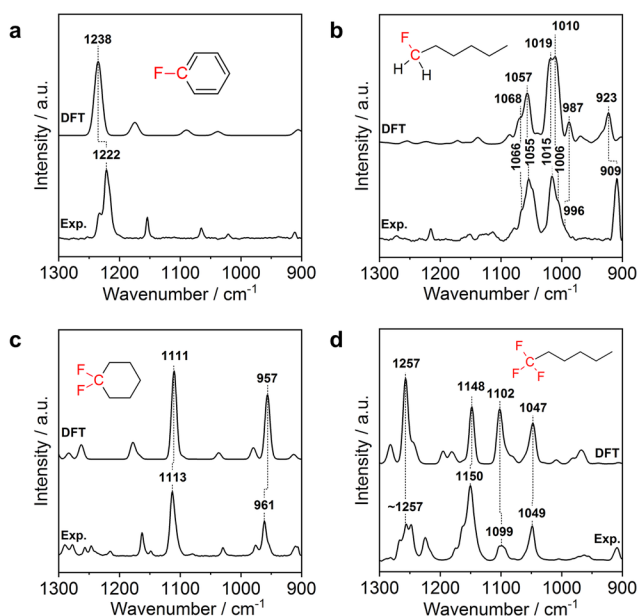 a
1238
F
C
DFT
1222
Exp.
Intensity / a.u.
1300 1200 1100 1000 900
Wavenumber / cm-1
b
F
C
H H
1010
1019
1057
1068
987
923
DFT
1066
1055
1015
1006
996
909
Exp.
Intensity / a.u.
1300 1200 1100 1000 900
Wavenumber / cm-1
c
F
F
C
1111
957
DFT
1113
961
Exp.
Intensity / a.u.
1300 1200 1100 1000 900
Wavenumber / cm-1
d
F
F
F
C
1257
1148
1102
1047
DFT
~1257
1150
1099
1049
Exp.
Intensity / a.u.
1300 1200 1100 1000 900
Wavenumber / cm-1